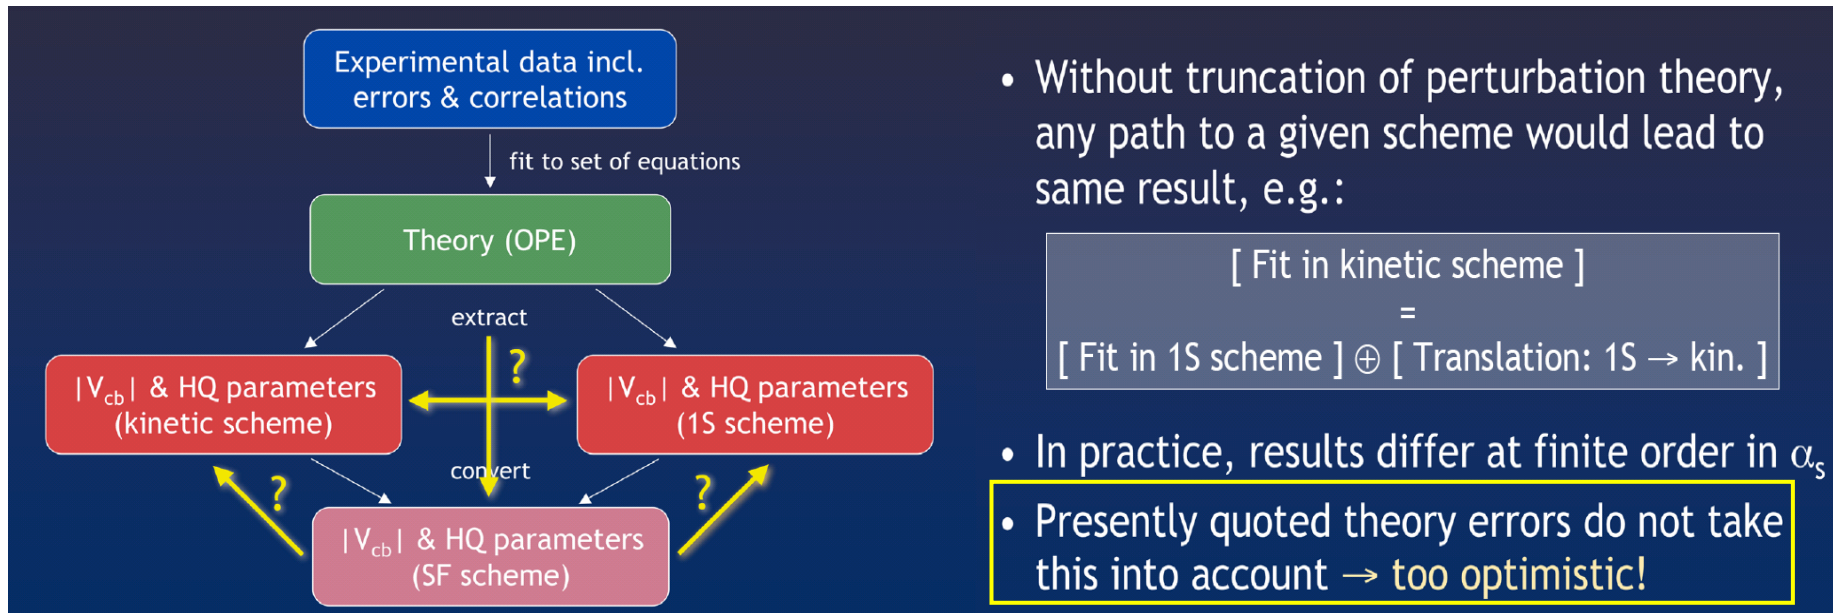 Experimental data incl.
errors & correlations
fit to set of equations
Theory (OPE)
extract
?
|Vcb| & HQ parameters
(kinetic scheme)
|Vcb| & HQ parameters
(1S scheme)
convert
?
?
|Vcb| & HQ parameters
(SF scheme)
• Without truncation of perturbation theory,
any path to a given scheme would lead to
same result, e.g.:
[ Fit in kinetic scheme ]
=
[ Fit in 1S scheme ] ⊕ [ Translation: 1S → kin. ]
• In practice, results differ at finite order in αs
• Presently quoted theory errors do not take
this into account → too optimistic!